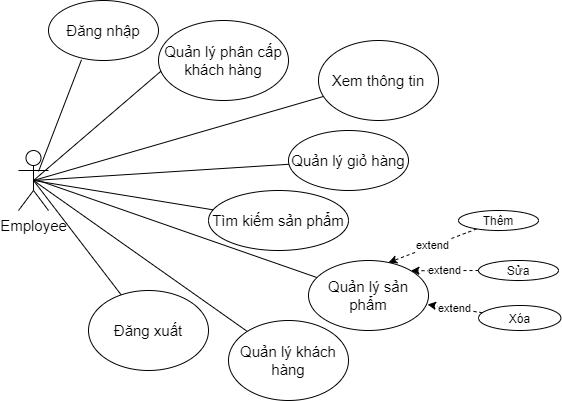 Đăng nhập
Quản lý phân cấp
khách hàng
Xem thông tin
Quản lý giỏ hàng
Tìm kiếm sản phẩm
Employee
Thêm
extend
Sửa
extend
Quản lý sản
phẩm
extend
Xóa
Đăng xuất
Quản lý khách
hàng